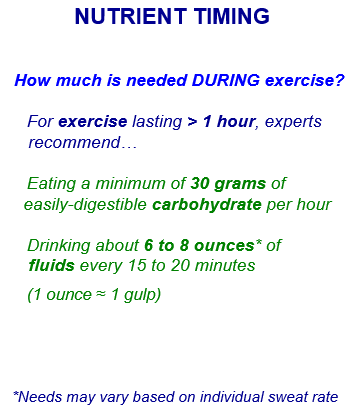 NUTRIENT TIMING
How much is needed DURING exercise?
For exercise lasting > 1 hour, experts
recommend…
Eating a minimum of 30 grams of
easily-digestible carbohydrate per hour
Drinking about 6 to 8 ounces* of
fluids every 15 to 20 minutes
(1 ounce ≈ 1 gulp)
*Needs may vary based on individual sweat rate